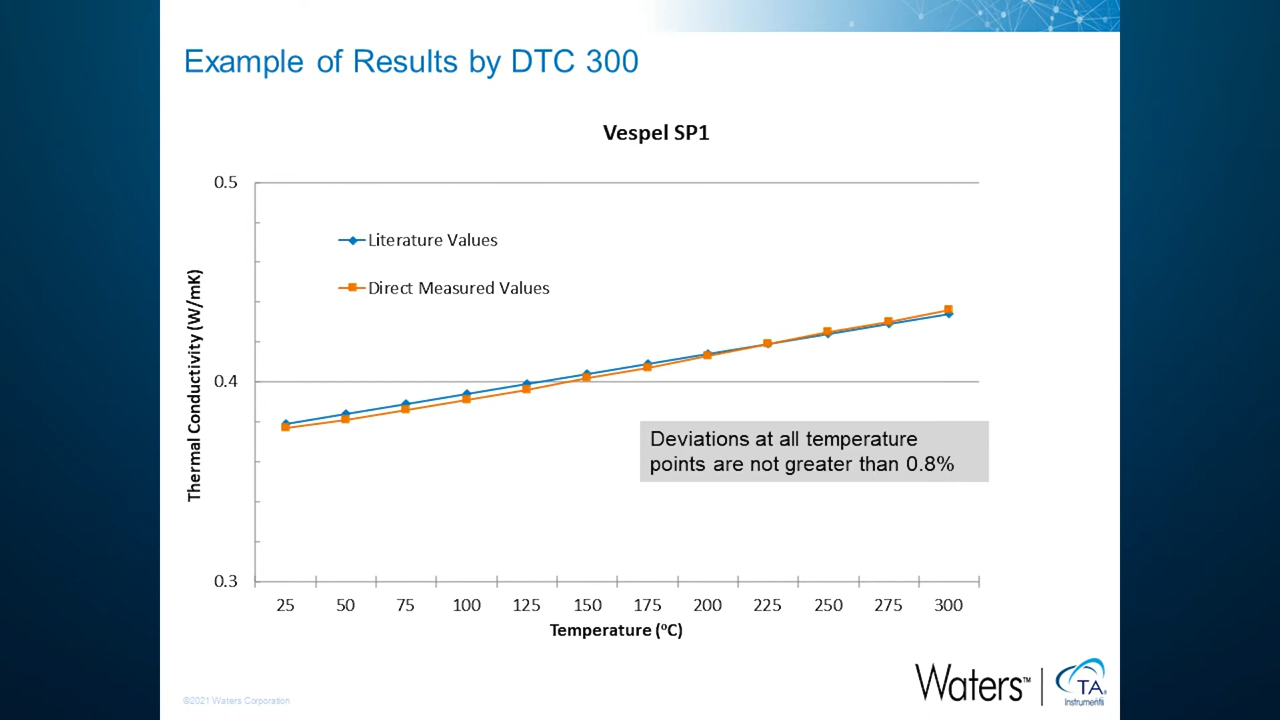 Example of Results by DTC 300
Vespel SP1
0.5
Literature Values
Direct Measured Values
Thermal Conductivity (W/mK)
0.4
Deviations at all temperature
points are not greater than 0.8%
0.3
25 50 75 100 125 150 175 200 225 250 275 300
Temperature (ºC)
Waters™
TA®
Instruments
©2021 Waters Corporation